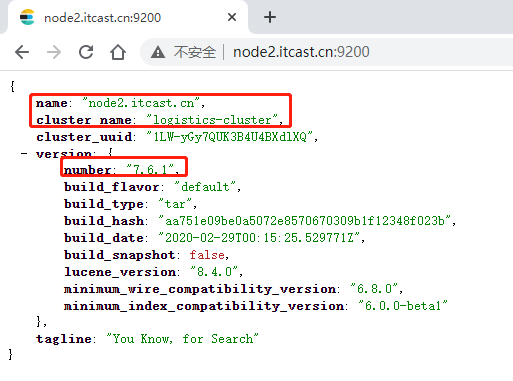 node2.itcast.cn:9200
不安全 node2.itcast.cn:9200
{
name: "node2.itcast.cn",
cluster_name: "logistics-cluster",
cluster_uuid: "1LW-yGy7QUK3B4U4BXdlXQ",
- version: {
number: "7.6.1",
build_flavor: "default",
build_type: "tar",
build_hash: "aa751e09be0a5072e8570670309b1f12348f023b",
build_date: "2020-02-29T00:15:25.529771Z",
build_snapshot: false,
lucene_version: "8.4.0",
minimum_wire_compatibility_version: "6.8.0",
minimum_index_compatibility_version: "6.0.0-beta1"
},
tagline: "You Know, for Search"
}